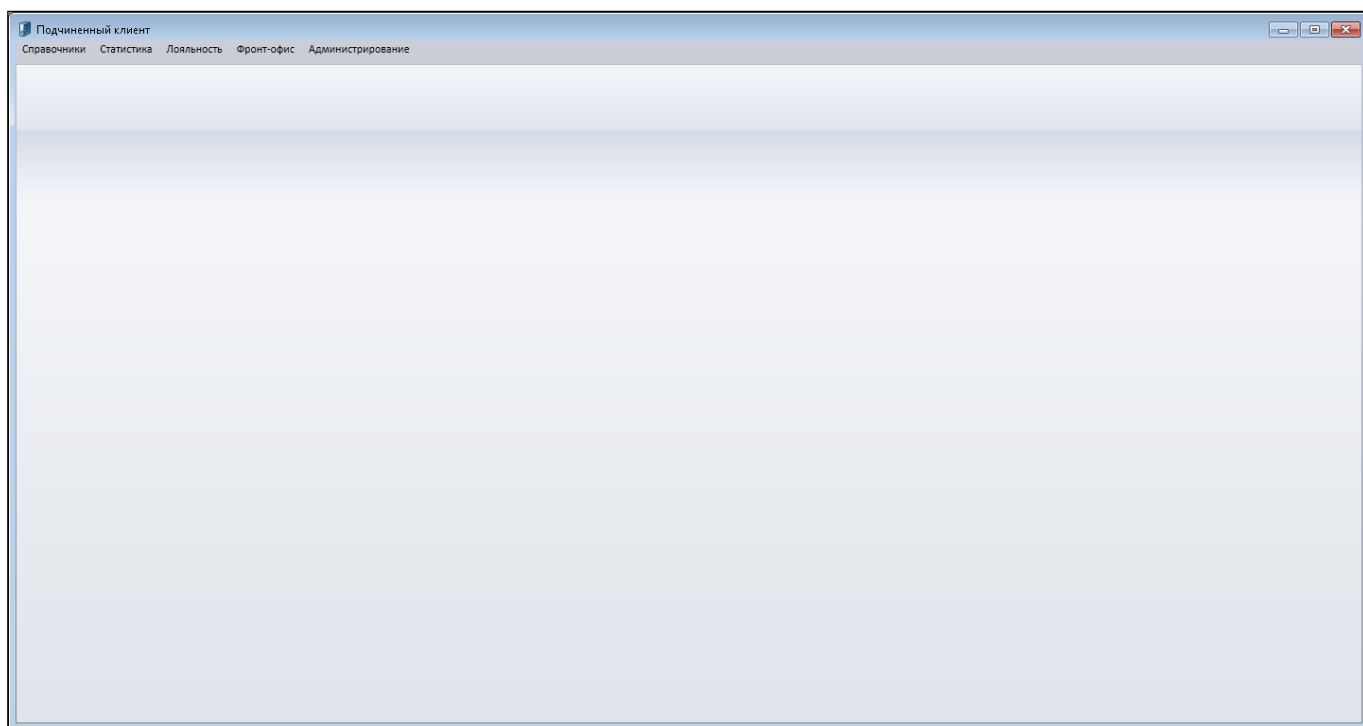 Подчиненный клиент
Справочники Статистика Лояльность Фронт-офис Администрирование